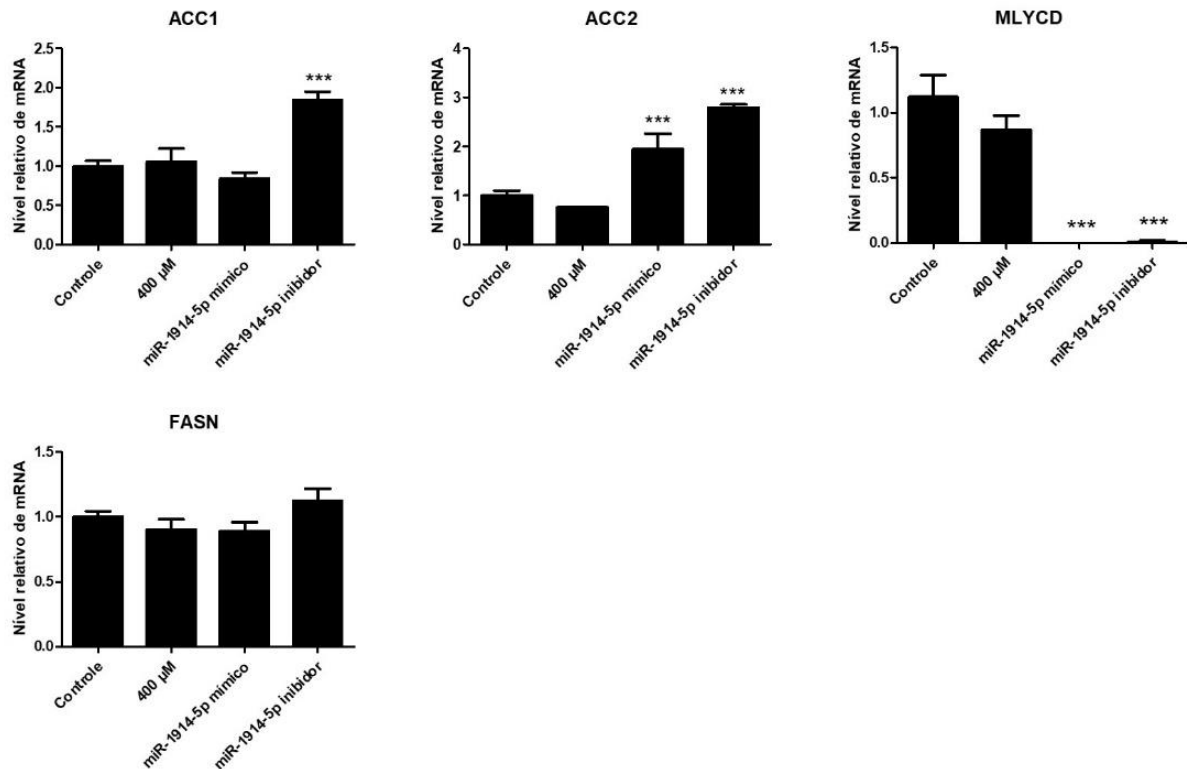 ACC1
Nível relativo de mRNA
2.5
2.0
1.5
1.0
0.5
0.0
***
Controle
400 µM
miR-1914-5p mímico
miR-1914-5p inibidor
ACC2
Nível relativo de mRNA
4
3
2
1
0
***
***
Controle
400 µM
miR-1914-5p mímico
miR-1914-5p inibidor
MLYCD
Nível relativo de mRNA
1.5
1.0
0.5
0.0
***
***
Controle
400 µM
miR-1914-5p mímico
miR-1914-5p inibidor
FASN
Nível relativo de mRNA
1.5
1.0
0.5
0.0
Controle
400 µM
miR-1914-5p mímico
miR-1914-5p inibidor